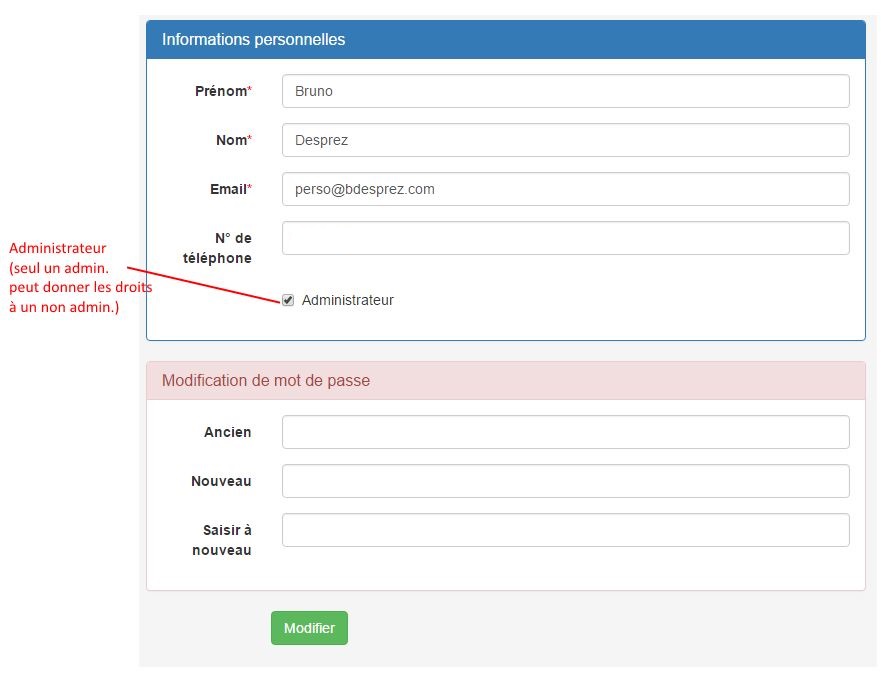 Informations personnelles
Prénom*
Bruno
Nom*
Desprez
Email*
perso@bdesprez.com
N° de
téléphone
Administrateur
(seul un admin.
peut donner les droits
à un non admin.)
Administrateur
Modification de mot de passe
Ancien
Nouveau
Saisir à
nouveau
Modifier